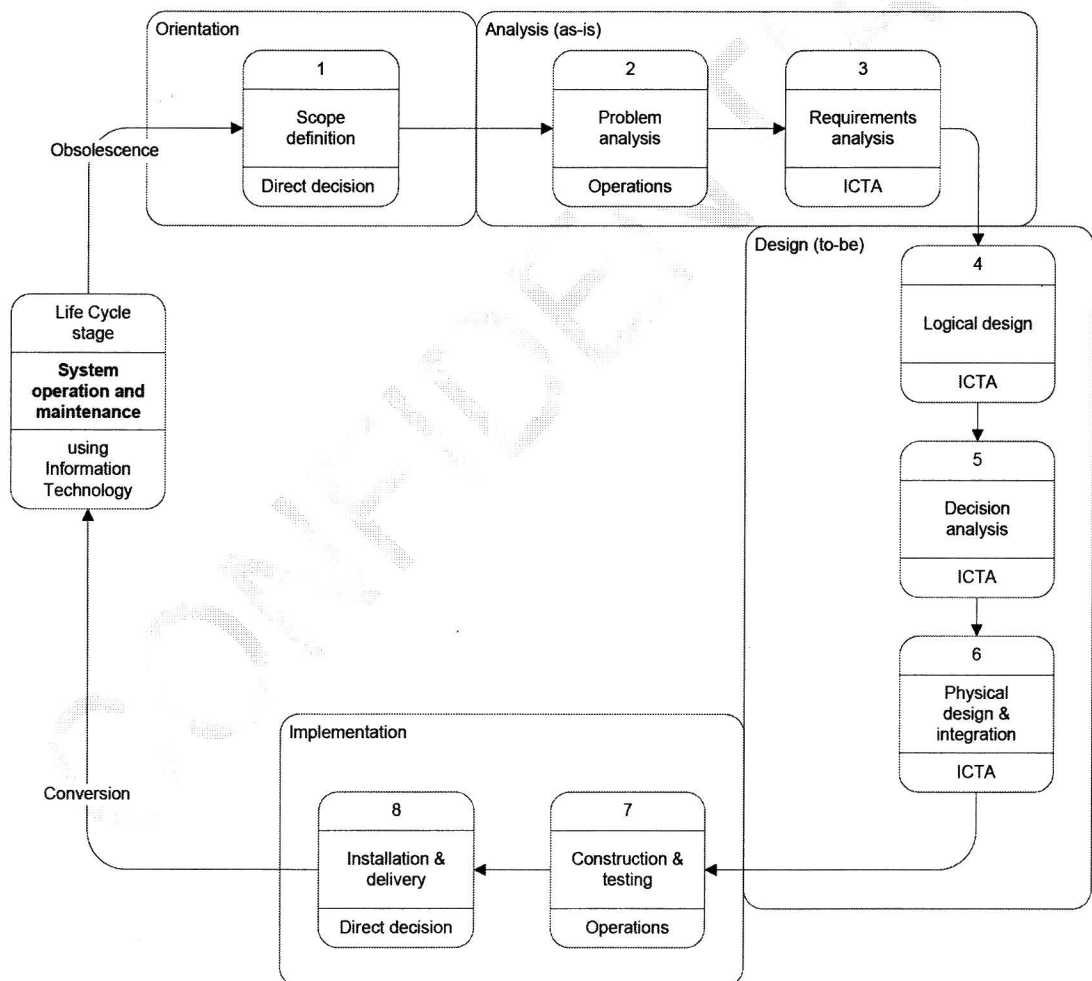 Orientation
1
Scope
definition
Direct decision
Analysis (as-is)
2
Problem
analysis
Operations
3
Requirements
analysis
ICTA
Obsolescence
Design (to-be)
4
Logical design
ICTA
5
Decision
analysis
ICTA
6
Physical
design &
integration
ICTA
Life Cycle
stage
System
operation and
maintenance
using
Information
Technology
Conversion
Implementation
8
Installation &
delivery
Direct decision
7
Construction &
testing
Operations